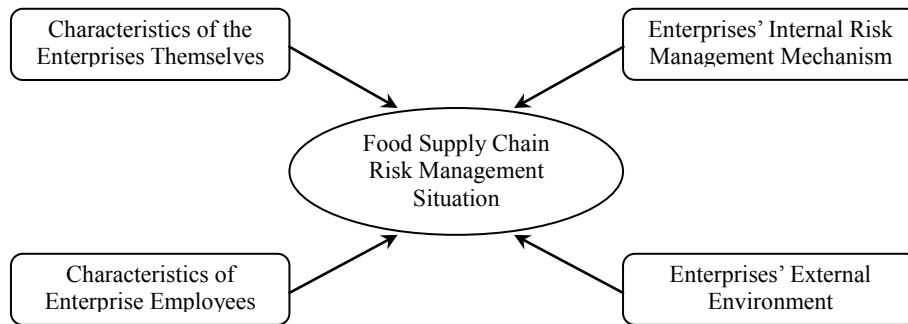 Characteristics of the
Enterprises Themselves
Enterprises’ Internal Risk
Management Mechanism
Food Supply Chain
Risk Management
Situation
Characteristics of
Enterprise Employees
Enterprises’ External
Environment